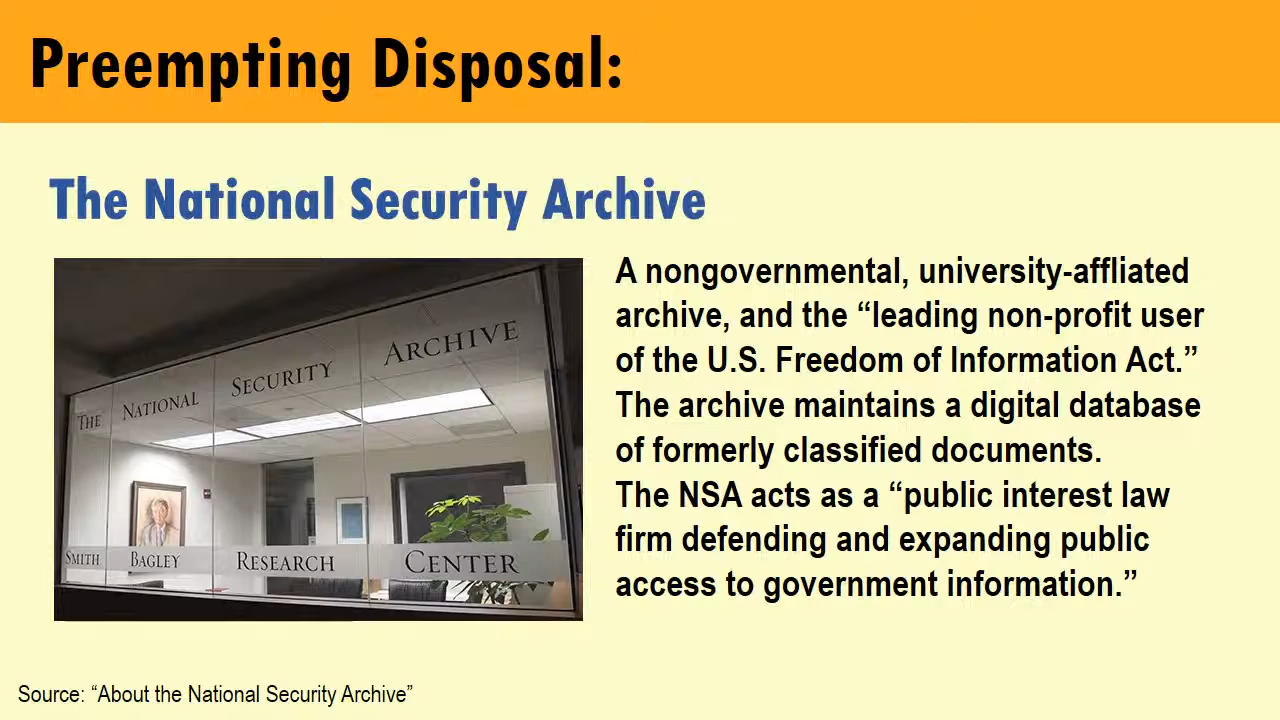 Preempting Disposal:
The National Security Archive
A nongovernmental, university-affliated
archive, and the “leading non-profit user
of the U.S. Freedom of Information Act.”
The archive maintains a digital database
of formerly classified documents.
The NSA acts as a “public interest law
firm defending and expanding public
access to government information.”
THE NATIONAL SECURITY ARCHIVE
SMITH BAGLEY RESEARCH CENTER
Source: “About the National Security Archive”